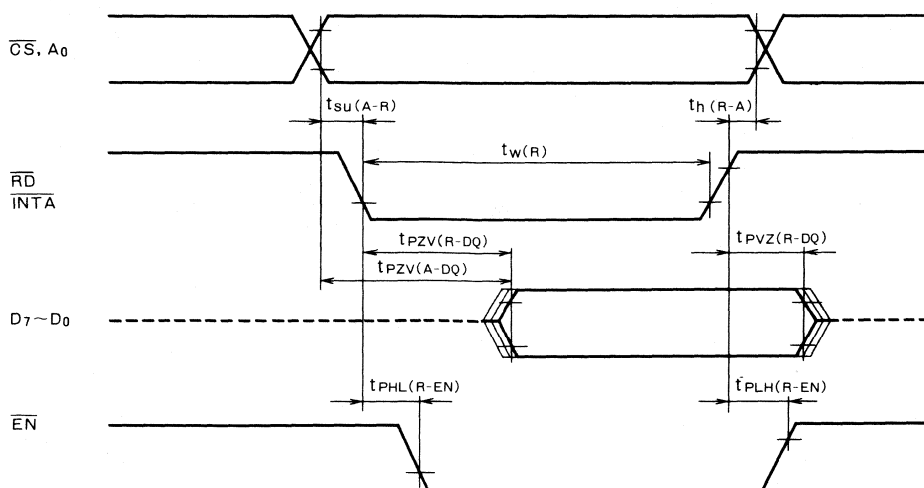 CS, A0
tsu(A-R)
th(R-A)
tw(R)
RD
INTA
tPZV(R-DQ)
tPVZ(R-DQ)
tPZV(A-DQ)
D7~D0
tPHL(R-EN)
tPLH(R-EN)
EN